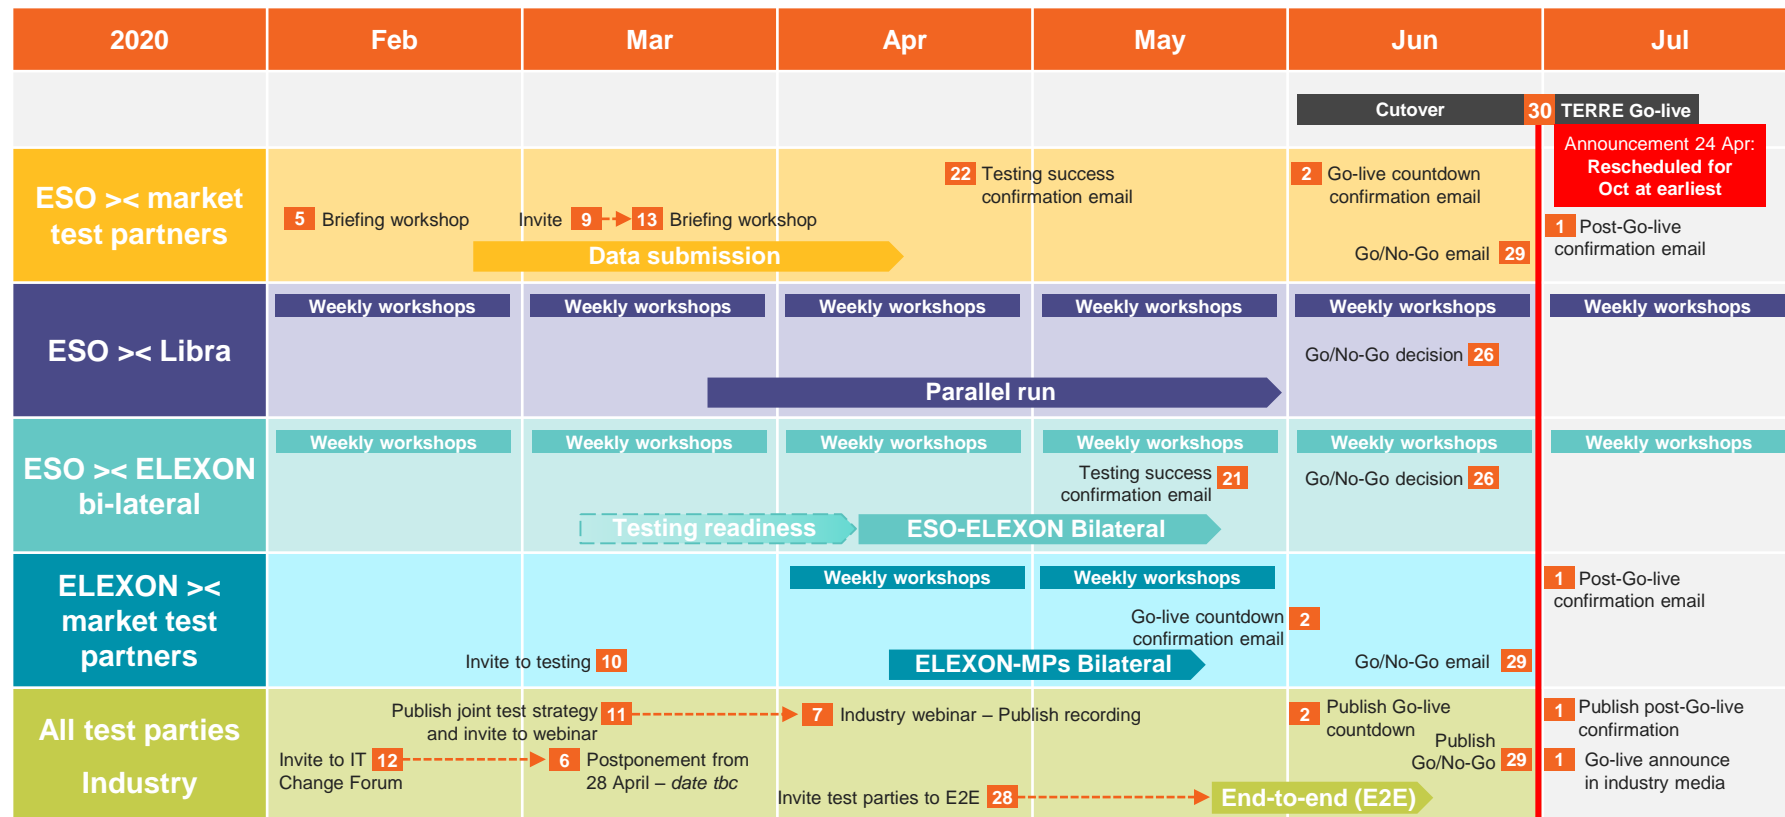 2020 Feb Mar Apr May Jun Jul
Cutover 30 TERRE Go-live
Announcement 24 Apr:
Rescheduled for
Oct at earliest
ESO >< market
test partners
5 Briefing workshop
Invite 9 13 Briefing workshop
Data submission
22 Testing success
confirmation email
2 Go-live countdown
confirmation email
Go/No-Go email 29
1 Post-Go-live
confirmation email
ESO >< Libra
Weekly workshops Weekly workshops Weekly workshops Weekly workshops Weekly workshops Weekly workshops
Go/No-Go decision 26
Parallel run
ESO >< ELEXON
bi-lateral
Weekly workshops Weekly workshops Weekly workshops Weekly workshops Weekly workshops Weekly workshops
Testing success
confirmation email 21
Go/No-Go decision 26
Testing readiness
ESO-ELEXON Bilateral
ELEXON ><
market test
partners
Weekly workshops Weekly workshops
Invite to testing 10
Go-live countdown
confirmation email 2
ELEXON-MPs Bilateral
Go/No-Go email 29
1 Post-Go-live
confirmation email
All test parties
Industry
Publish joint test strategy
and invite to webinar 11
7 Industry webinar – Publish recording
Invite to IT
Change Forum 12
6 Postponement from
28 April – date tbc
Invite test parties to E2E 28
End-to-end (E2E)
2 Publish Go-live
countdown
Publish
Go/No-Go 29
1 Publish post-Go-live
confirmation
1 Go-live announce
in industry media